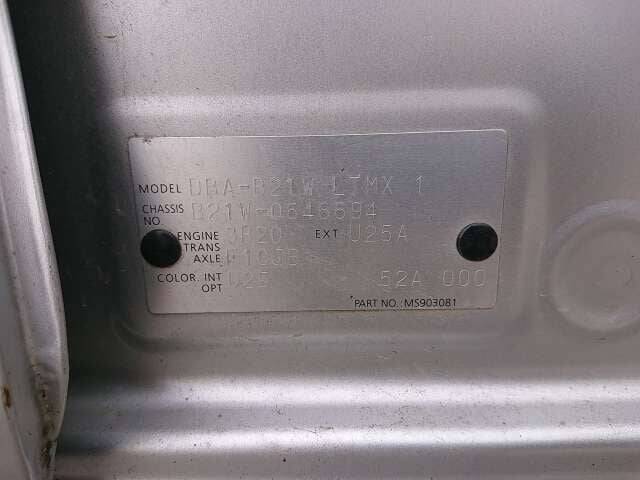 MODEL DBA-B21W LTMX 1
CHASSIS NO. B21W-0646694
ENGINE 3B20 EXT U25A
TRANS
AXLE
COLOR. INT U25
OPT 52A 000
PART NO.:MS903081